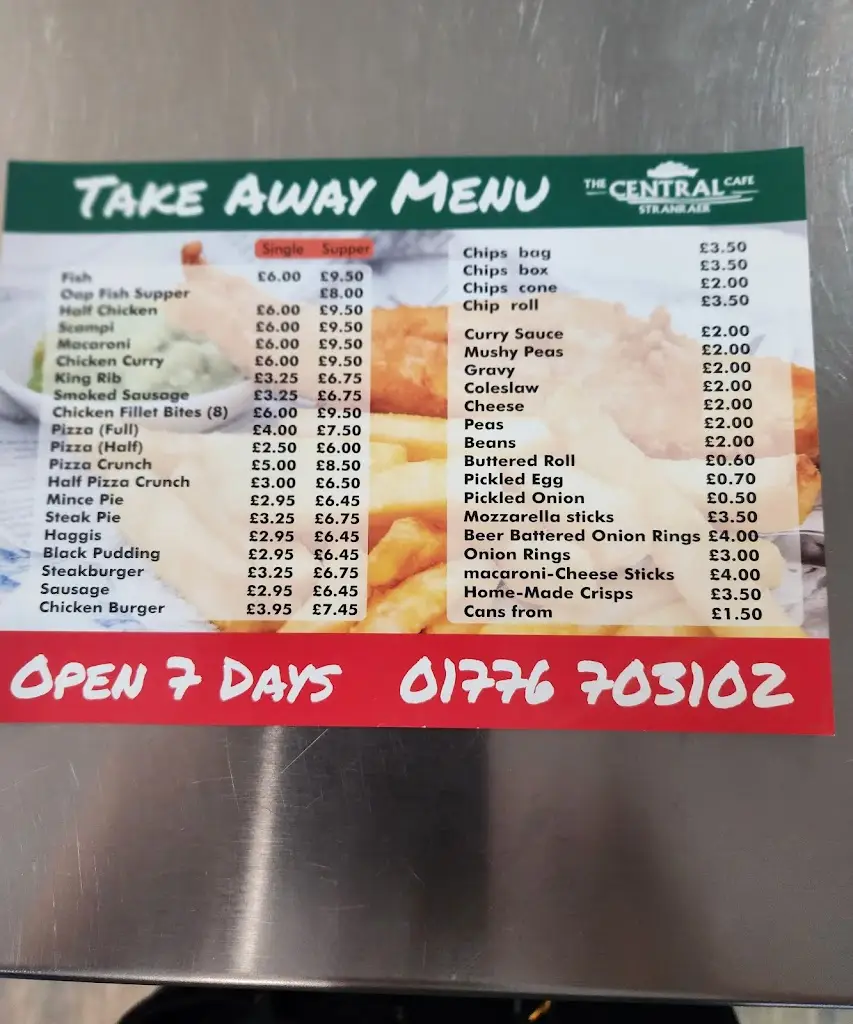 TAKE AWAY MENU
THE CENTRAL CAFE
STRANRAER
Single Supper
Fish £6.00 £9.50
Oap Fish Supper £8.00
Half Chicken £6.00 £9.50
Scampi £6.00 £9.50
Macaroni £6.00 £9.50
Chicken Curry £6.00 £9.50
King Rib £3.25 £6.75
Smoked Sausage £3.25 £6.75
Chicken Fillet Bites (8) £6.00 £9.50
Pizza (Full) £4.00 £7.50
Pizza (Half) £2.50 £6.00
Pizza Crunch £5.00 £8.50
Half Pizza Crunch £3.00 £6.50
Mince Pie £2.95 £6.45
Steak Pie £3.25 £6.75
Haggis £2.95 £6.45
Black Pudding £2.95 £6.45
Steakburger £3.25 £6.75
Sausage £2.95 £6.45
Chicken Burger £3.95 £7.45
Chips bag £3.50
Chips box £3.50
Chips cone £2.00
Chip roll £3.50
Curry Sauce £2.00
Mushy Peas £2.00
Gravy £2.00
Coleslaw £2.00
Cheese £2.00
Peas £2.00
Beans £2.00
Buttered Roll £0.60
Pickled Egg £0.70
Pickled Onion £0.50
Mozzarella sticks £3.50
Beer Battered Onion Rings £4.00
Onion Rings £3.00
macaroni-Cheese Sticks £4.00
Home-Made Crisps £3.50
Cans from £1.50
OPEN 7 DAYS 01776 703102